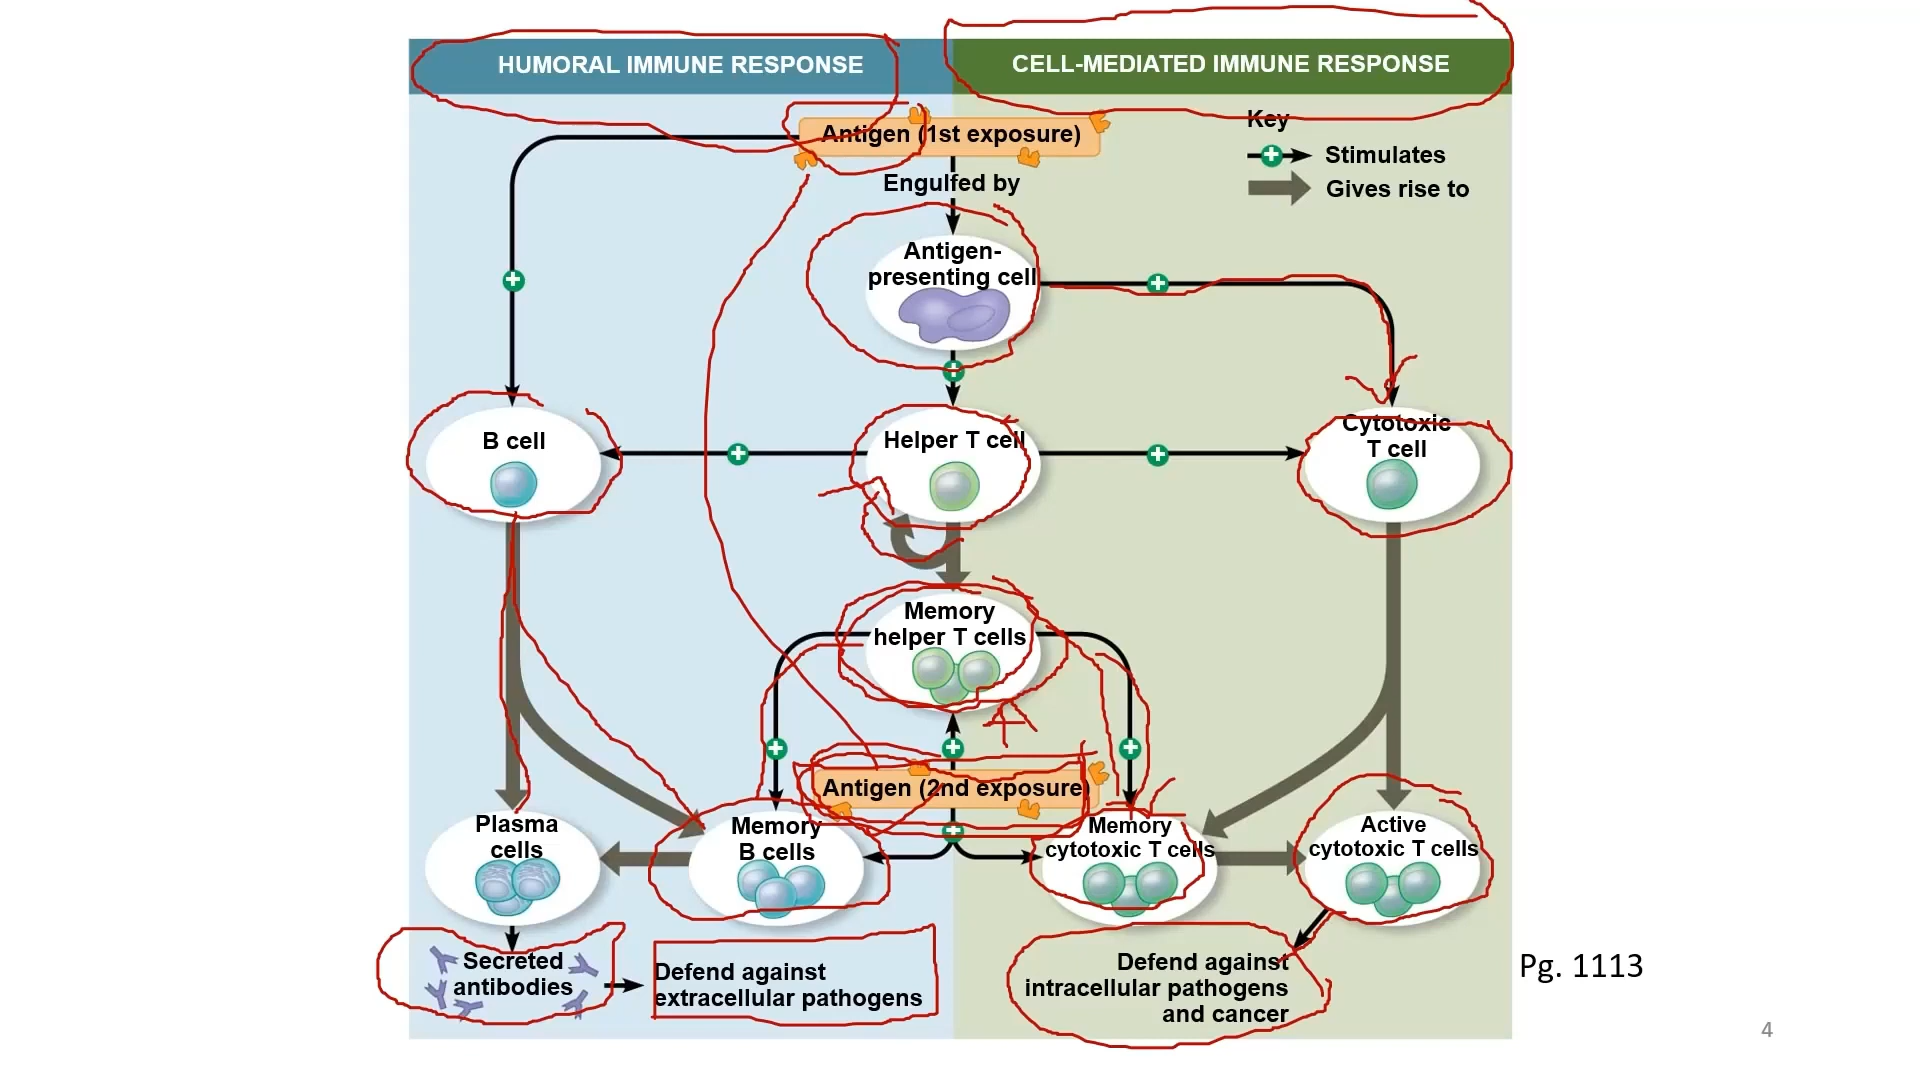 HUMORAL IMMUNE RESPONSE
CELL-MEDIATED IMMUNE RESPONSE
Antigen (1st exposure)
Key
Stimulates
Gives rise to
Engulfed by
Antigen-
presenting cell
B cell
Helper T cell
Cytotoxic
T cell
Memory
helper T cells
Antigen (2nd exposure)
Plasma
cells
Memory
B cells
Memory
cytotoxic T cells
Active
cytotoxic T cells
Secreted
antibodies
Defend against
extracellular pathogens
Defend against
intracellular pathogens
and cancer
Pg. 1113
4